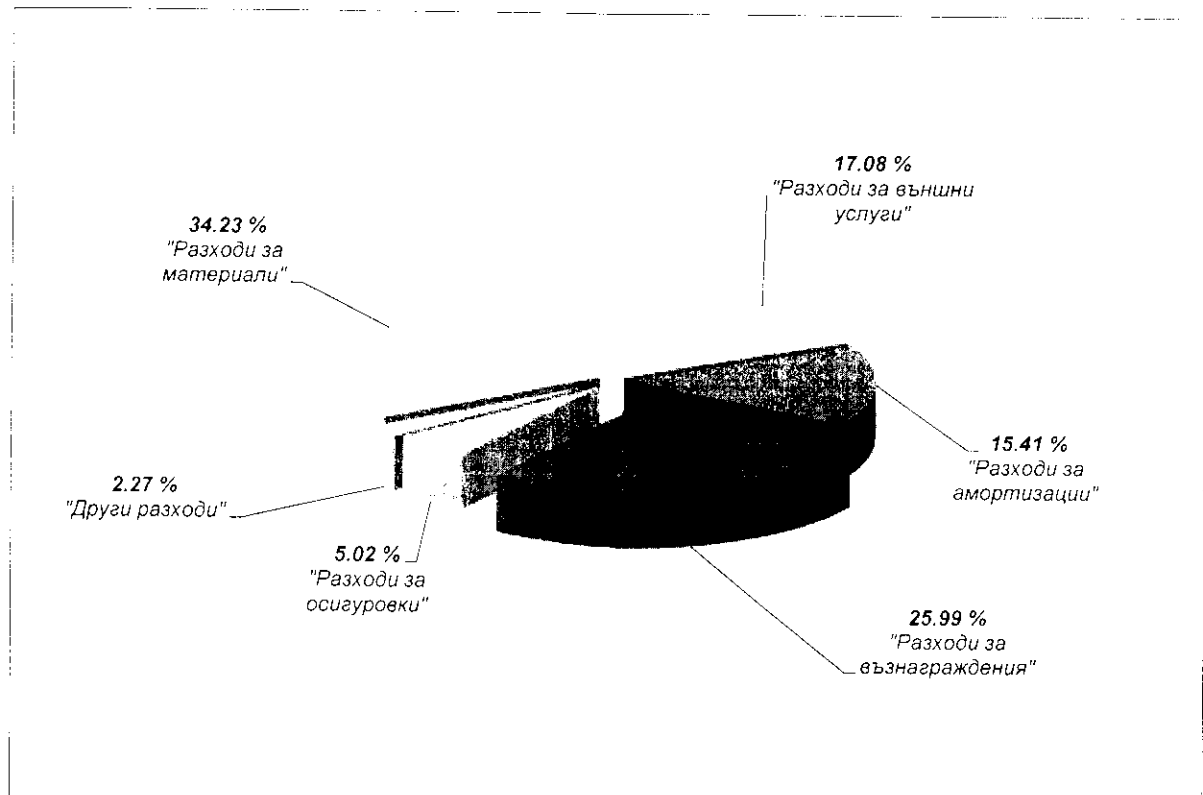 17.08 %
"Разходи за външни
услуги"
34.23 %
"Разходи за
материали"
15.41 %
"Разходи за
амортизации"
2.27 %
"Други разходи"
5.02 %
"Разходи за
осигуровки"
25.99 %
"Разходи за
възнаграждения"